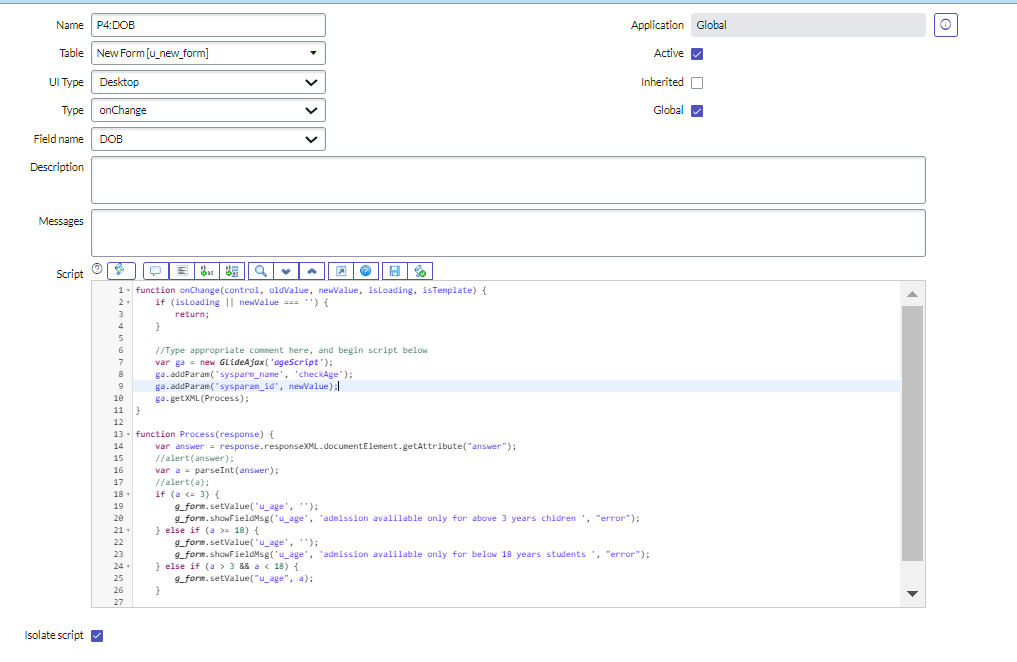 Name P4:DOB Application Global
Table New Form [u_new_form] Active
UI Type Desktop Inherited
Type onChange Global
Field name DOB
Description
Messages
Script
1 function onChange(control, oldValue, newValue, isLoading, isTemplate) {
2 if (isLoading || newValue === '') {
3 return;
4 }
5
6 //Type appropriate comment here, and begin script below
7 var ga = new GlideAjax('ageScript');
8 ga.addParam('sysparm_name', 'checkAge');
9 ga.addParam('sysparam_id', newValue);
10 ga.getXML(Process);
11 }
12
13 function Process(response) {
14 var answer = response.responseXML.documentElement.getAttribute("answer");
15 //alert(answer);
16 var a = parseInt(answer);
17 //alert(a);
18 if (a <= 3) {
19 g_form.setValue('u_age', '');
20 g_form.showFieldMsg('u_age', 'admission avalilable only for above 3 years chidren ', "error");
21 } else if (a >= 18) {
22 g_form.setValue('u_age', '');
23 g_form.showFieldMsg('u_age', 'admission avalilable only for below 18 years students ', "error");
24 } else if (a > 3 && a < 18) {
25 g_form.setValue("u_age", a);
26 }
27
Isolate script